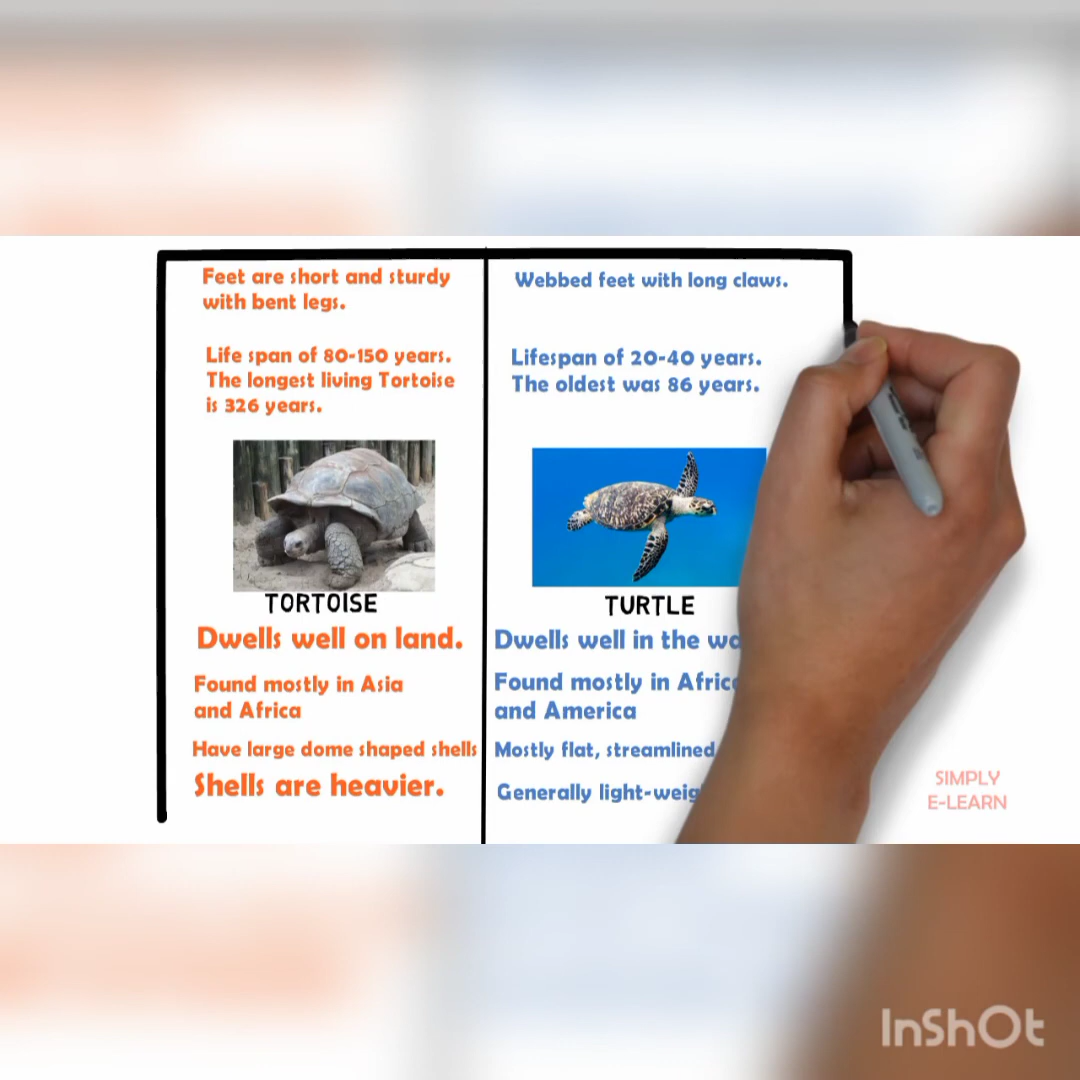 Feet are short and sturdy
with bent legs.
Life span of 80-150 years.
The longest living Tortoise
is 326 years.
TORTOISE
Dwells well on land.
Found mostly in Asia
and Africa
Have large dome shaped shells
Shells are heavier.
Webbed feet with long claws.
Lifespan of 20-40 years.
The oldest was 86 years.
TURTLE
Dwells well in the
Found mostly in
and America
Mostly flat, streamlined
Generally
SIMPLY
E-LEARN
InShOt